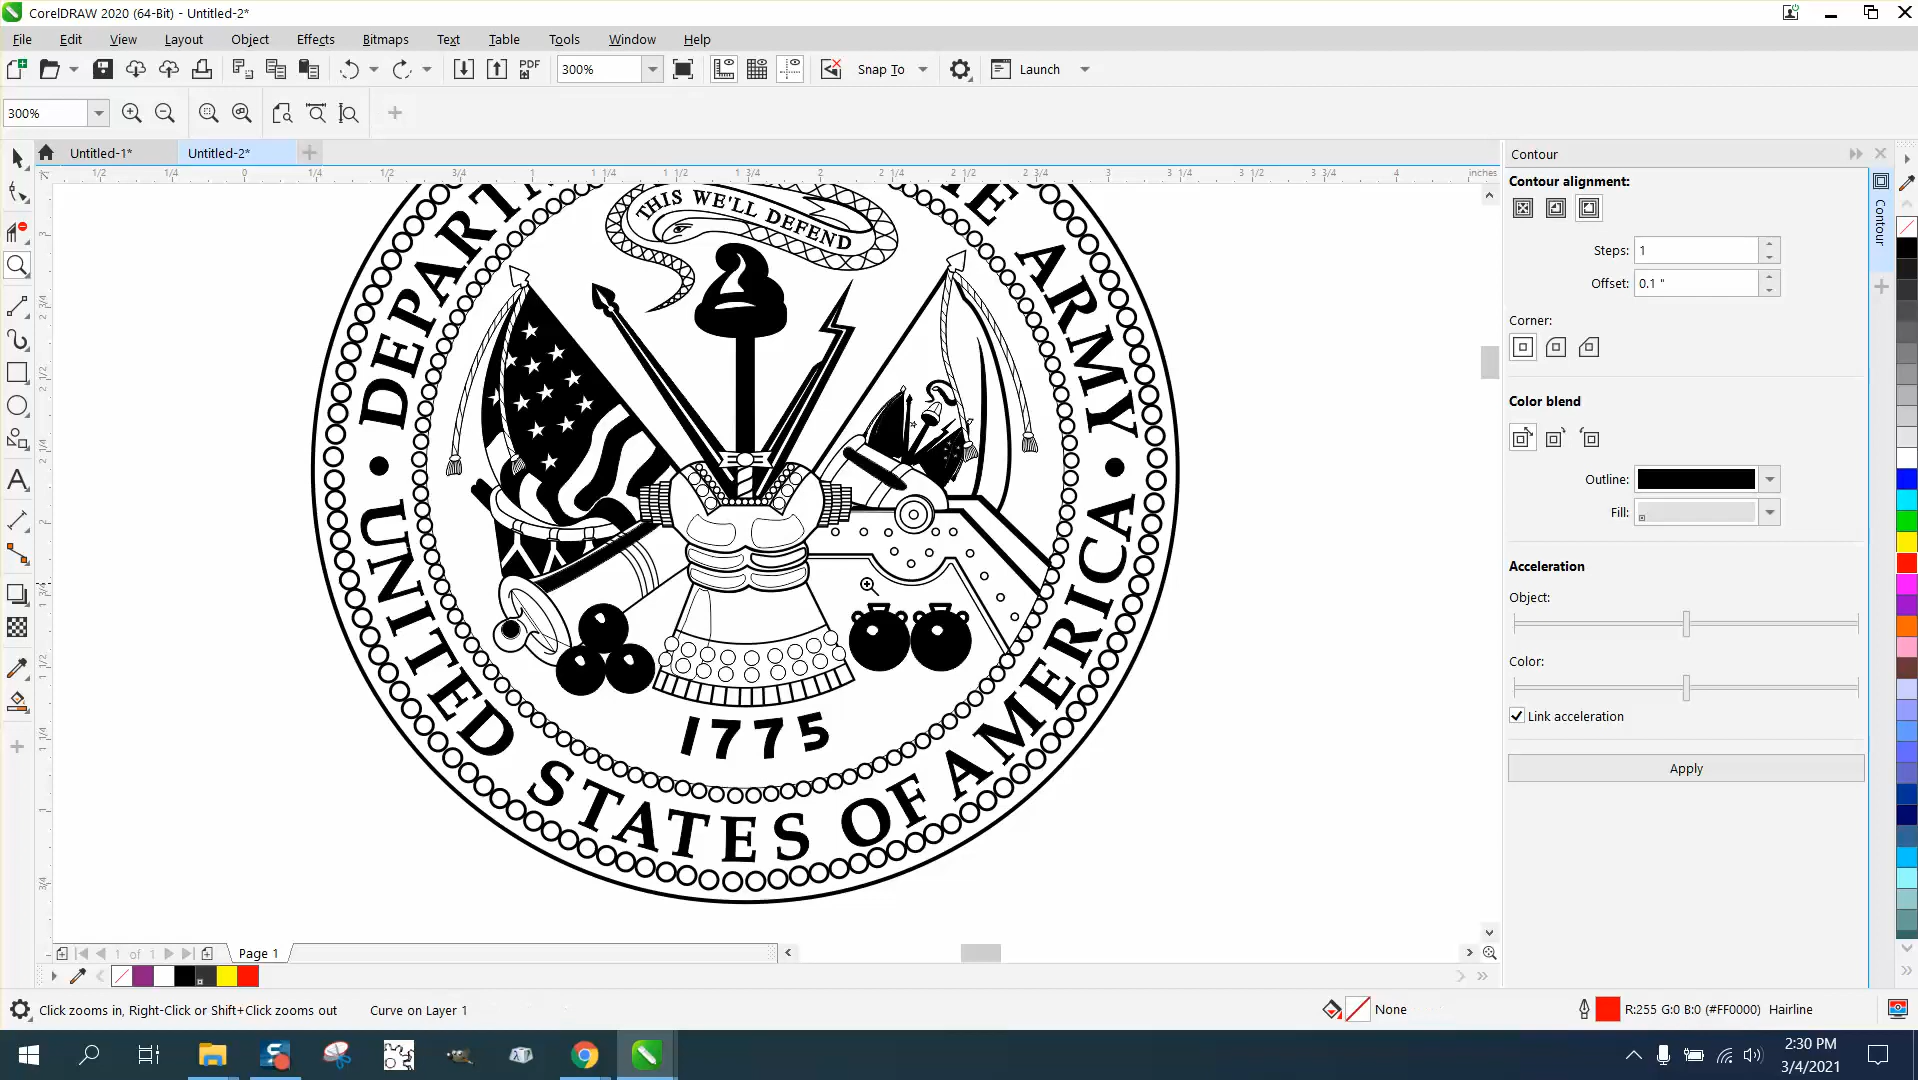 CorelDRAW 2020 (64-Bit) - Untitled-2*
File Edit View Layout Object Effects Bitmaps Text Table Tools Window Help
PDF 300% Snap To Launch
300%
Untitled-1* Untitled-2*
1/2 1/4 0 1/4 1/2 3/4 1 1 1/4 1 1/2 1 3/4 2 2 1/4 2 1/2 2 3/4 3 3 1/4 3 1/2 3 3/4 4 inches
THIS WE'LL DEFEND
DEPART
E ARMY
UNITED STATES OF AMERICA
1775
Contour
Contour alignment:
Steps: 1
Offset: 0.1 "
Corner:
Color blend
Outline:
Fill:
Acceleration
Object:
Color:
Link acceleration
Apply
Contour
1 of 1 Page 1
Click zooms in, Right-Click or Shift+Click zooms out Curve on Layer 1 None R:255 G:0 B:0 (#FF0000) Hairline
2:30 PM
3/4/2021